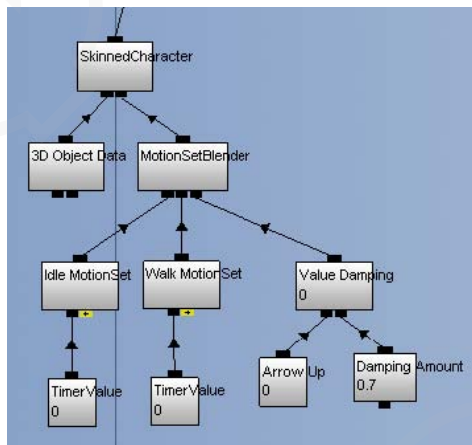 SkinnedCharacter
3D Object Data
MotionSetBlender
Idle MotionSet
Walk MotionSet
Value Damping
0
TimerValue
0
TimerValue
0
Arrow Up
0
Damping Amount
0.7